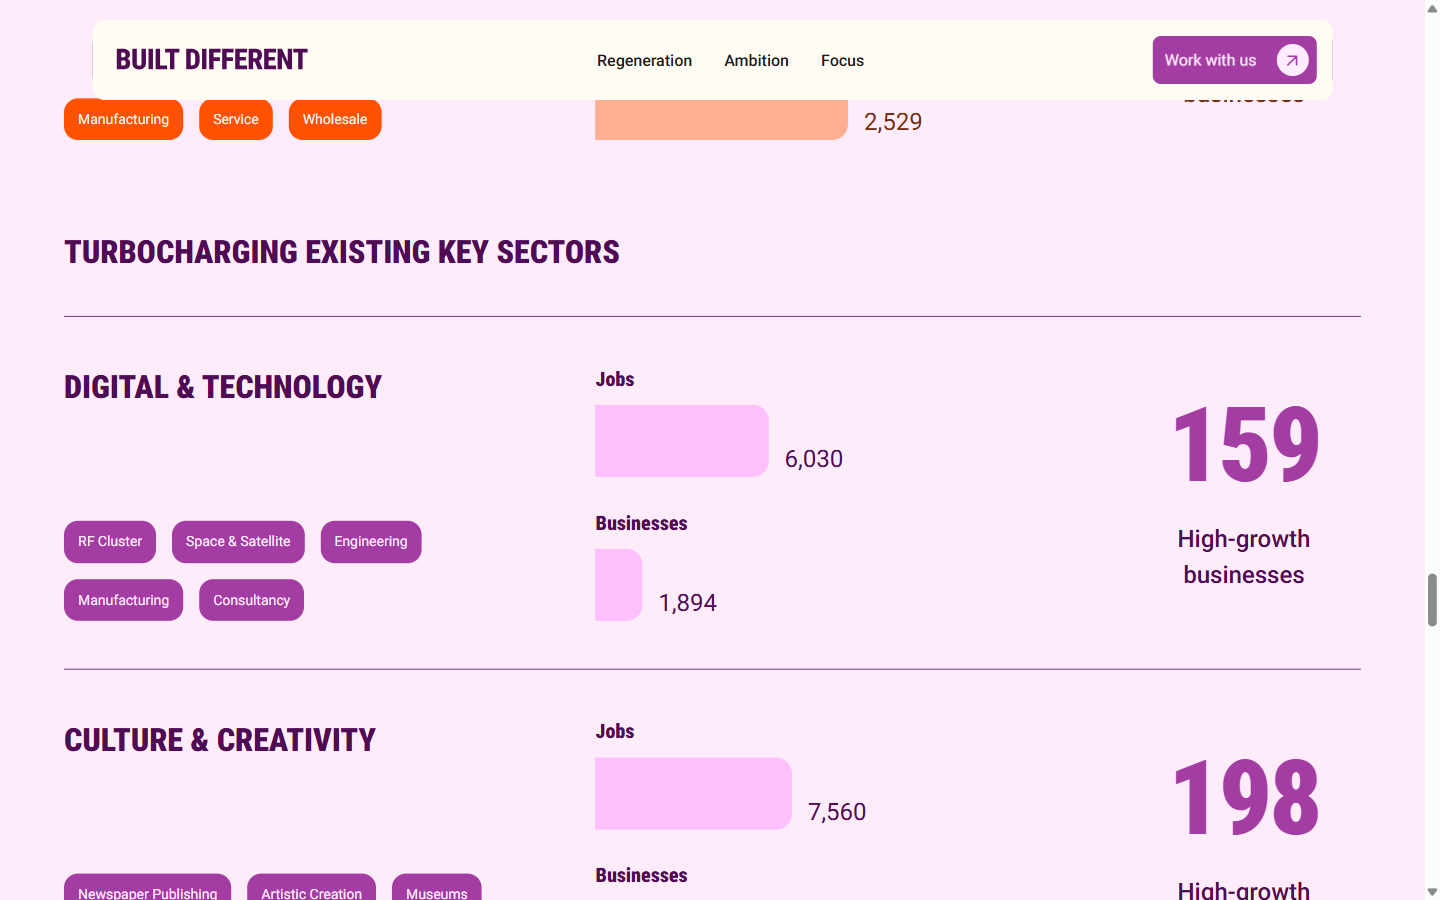 BUILT DIFFERENT
Regeneration
Ambition
Focus
Work with us
Manufacturing
Service
Wholesale
2,529
businesses
TURBOCHARGING EXISTING KEY SECTORS
DIGITAL & TECHNOLOGY
RF Cluster
Space & Satellite
Engineering
Manufacturing
Consultancy
Jobs
6,030
Businesses
1,894
159
High-growth
businesses
CULTURE & CREATIVITY
Newspaper Publishing
Artistic Creation
Museums
Jobs
7,560
Businesses
198
High-growth